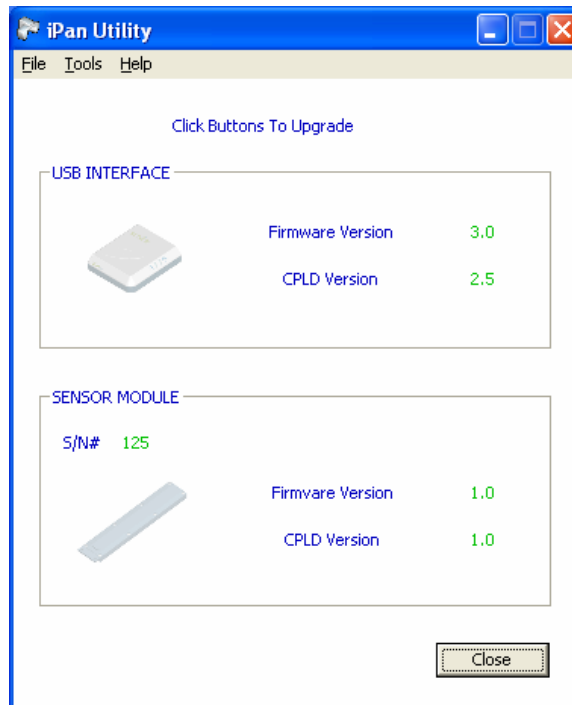 iPan Utility
File Tools Help
Click Buttons To Upgrade
USB INTERFACE
Firmware Version 3.0
CPLD Version 2.5
SENSOR MODULE
S/N# 125
Firmvare Version 1.0
CPLD Version 1.0
Close